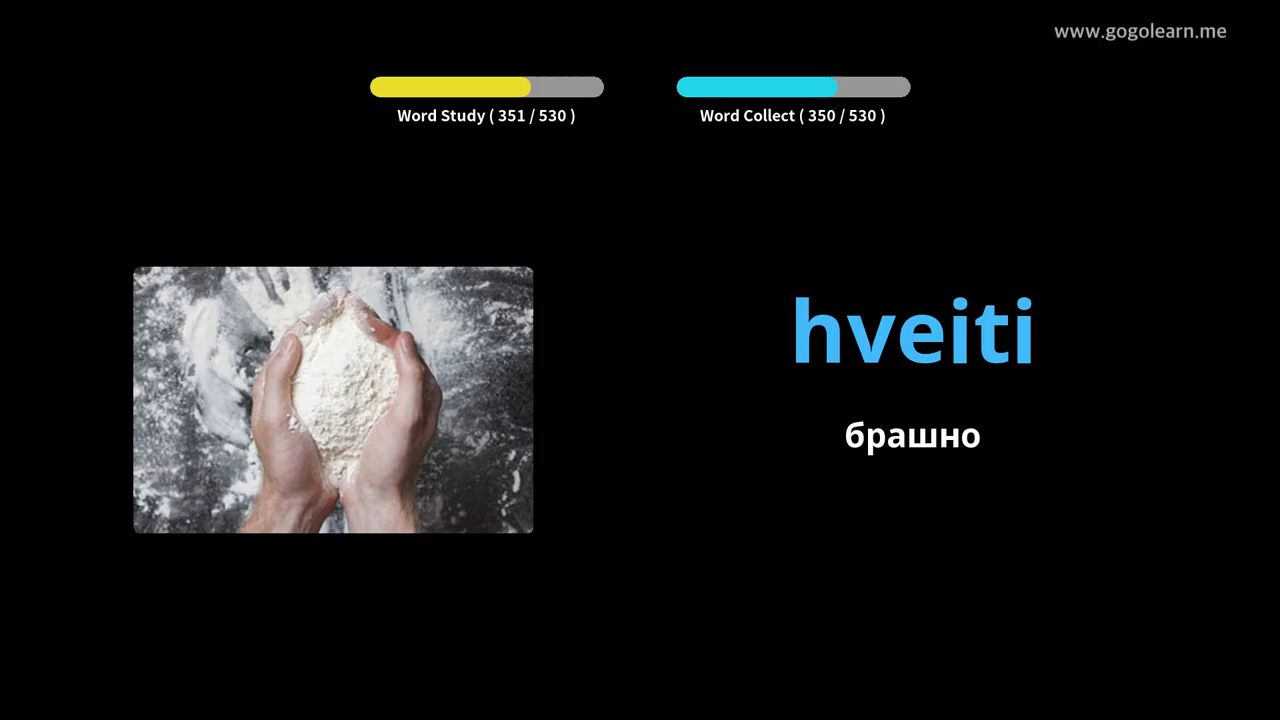 www.gogolearn.me
Word Study ( 351 / 530 )
Word Collect ( 350 / 530 )
hveiti
брашно